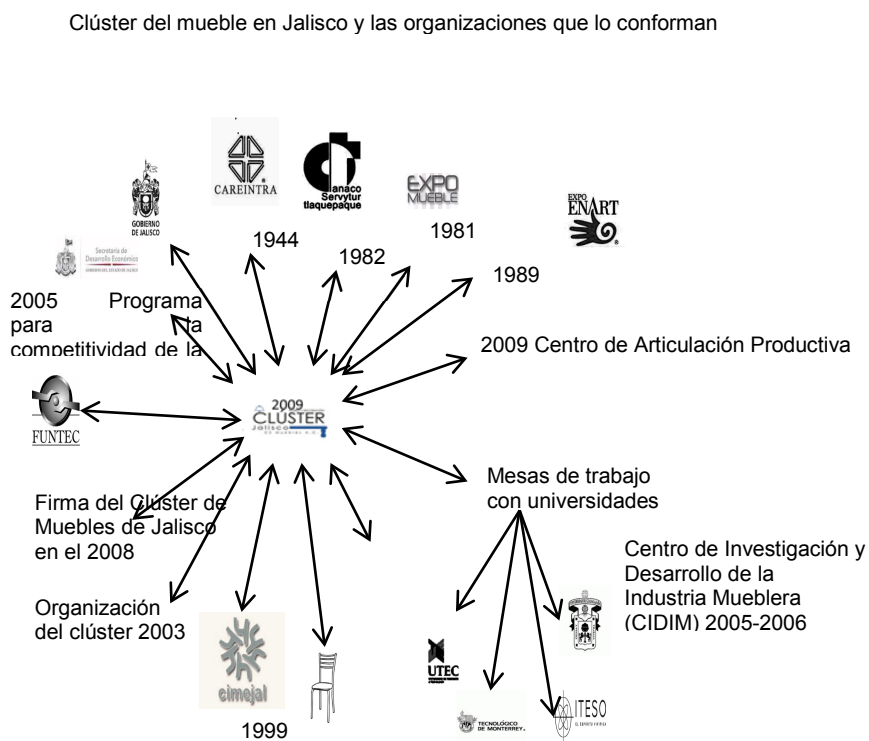 Clúster del mueble en Jalisco y las organizaciones que lo conforman
GOBIERNO
DE JALISCO
CAREINTRA
anaco
Servytur
tlaquepaque
EXPO
MUEBLE
EXPO
ENART
Secretaría de
Desarrollo Económico
1944
1982
1981
1989
2005 Programa
para la
competitividad de la
2009 Centro de Articulación Productiva
FUNTEC
2009
CLÚSTER
Jalisco
Mesas de trabajo
con universidades
Firma del Clúster de
Muebles de Jalisco
en el 2008
Centro de Investigación y
Desarrollo de la
Industria Mueblera
(CIDIM) 2005-2006
Organización
del clúster 2003
cimejal
1999
UTEC
TECNOLÓGICO
DE MONTERREY.
ITESO